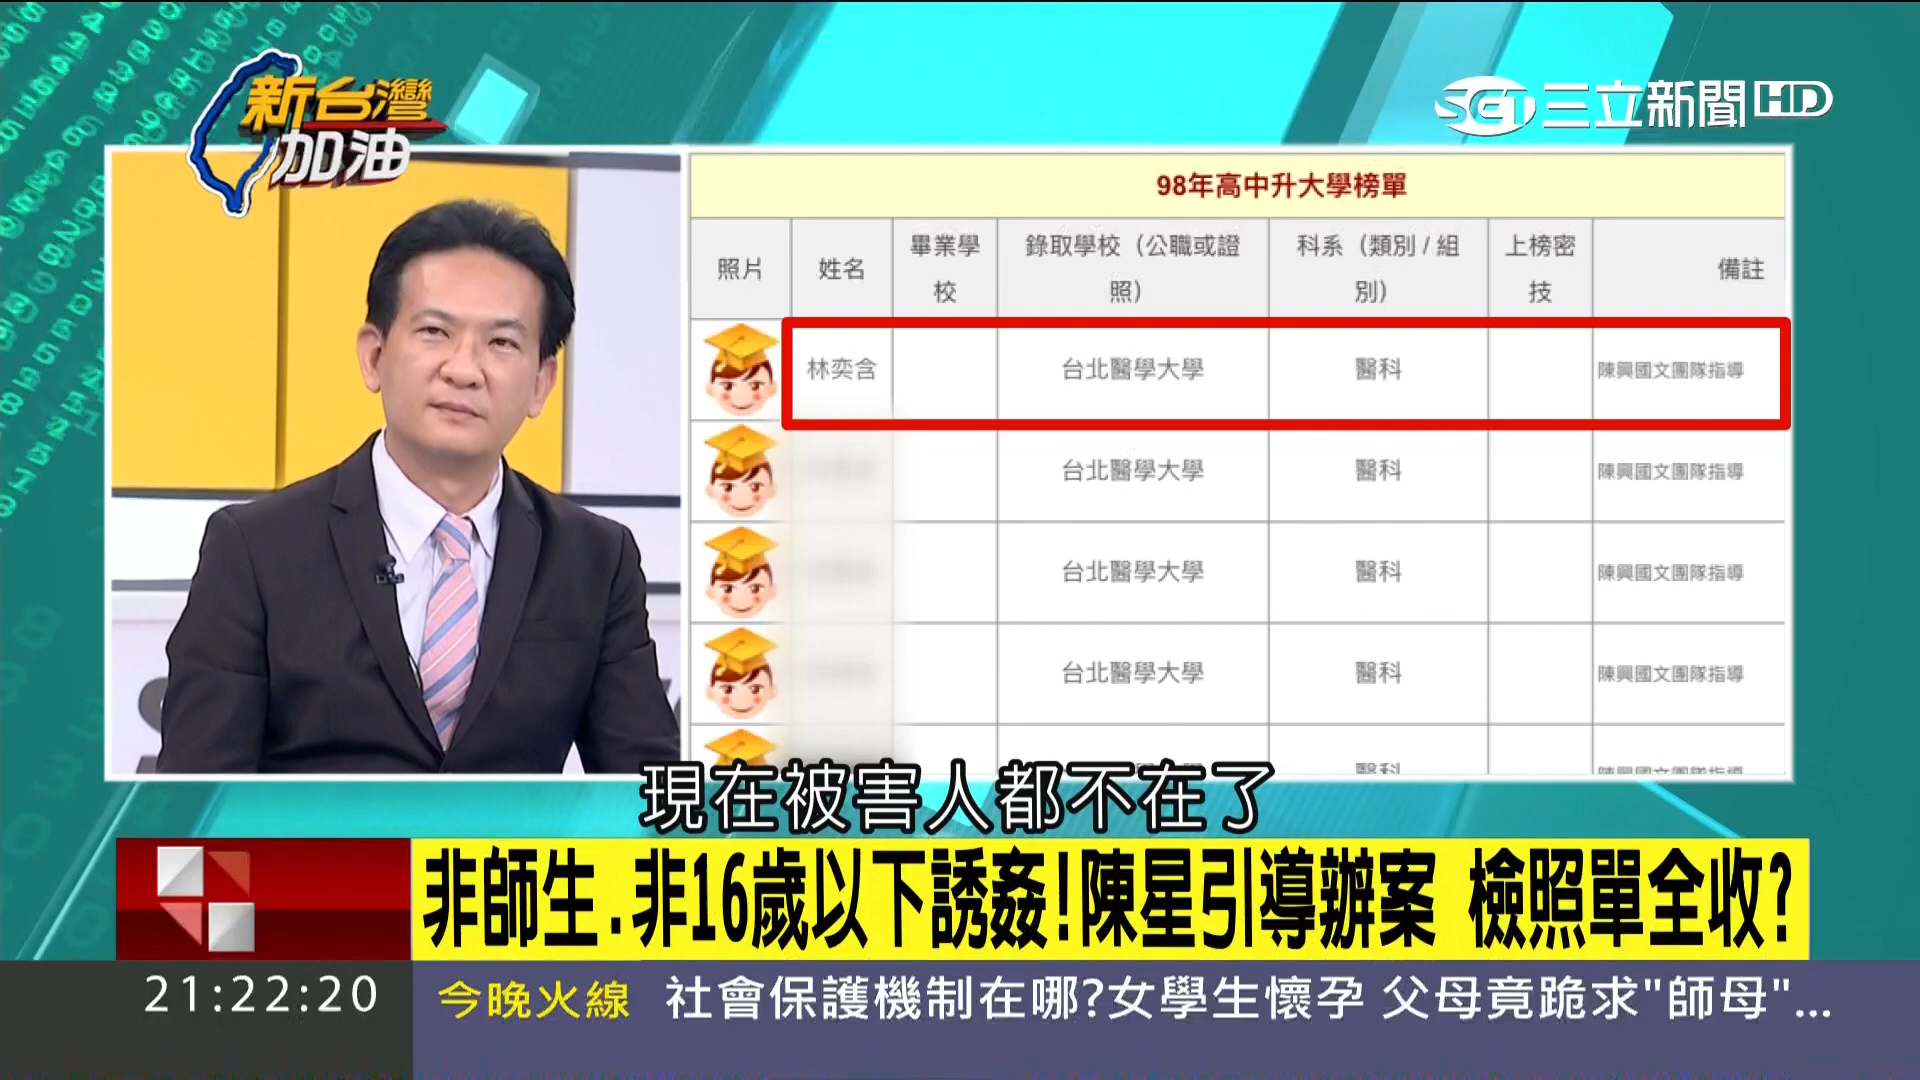 新台灣
加油
SET三立新聞HD
98年高中升大學榜單
照片 姓名 畢業學校 錄取學校（公職或證照） 科系（類別 / 組別） 上榜密技 備註
林奕含 台北醫學大學 醫科 陳興國文團隊指導
台北醫學大學 醫科 陳興國文團隊指導
台北醫學大學 醫科 陳興國文團隊指導
台北醫學大學 醫科 陳興國文團隊指導
現在被害人都不在了
非師生.非16歲以下誘姦!陳星引導辦案 檢照單全收?
21:22:20 今晚火線 社會保護機制在哪?女學生懷孕 父母竟跪求"師母"...